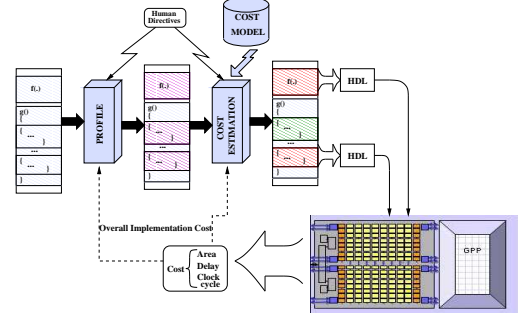 Human
Directives
COST
MODEL
f(.)
g()
{
{ ...
}
...
{ ...
}
}
PROFILE
f(.)
g()
{
{ ...
}
...
{ ...
}
}
COST
ESTIMATION
f(.)
g()
{
{ ...
}
...
{ ...
}
}
HDL
HDL
Overall Implementation Cost
Cost { Area
Delay
Clock
cycle
GPP